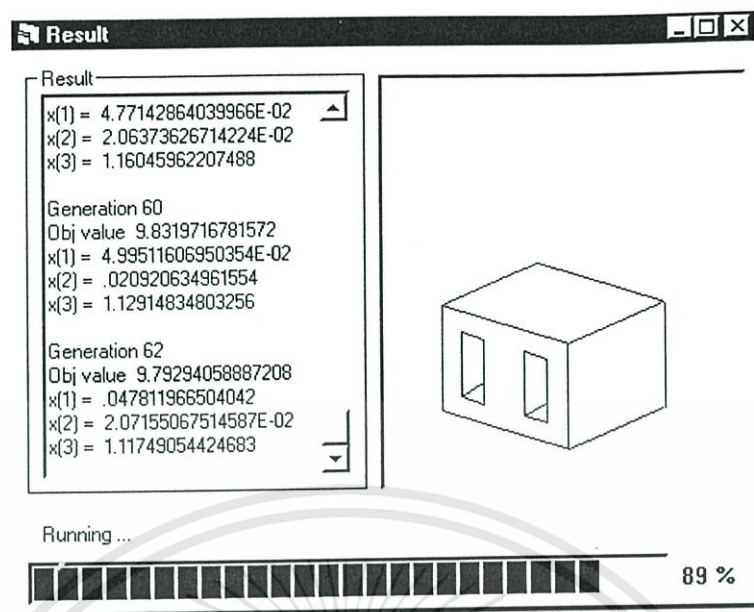 Result
Result
x(1) = 4.77142864039966E-02
x(2) = 2.06373626714224E-02
x(3) = 1.16045962207488
Generation 60
Obj value 9.8319716781572
x(1) = 4.99511606950354E-02
x(2) = .020920634961554
x(3) = 1.12914834803256
Generation 62
Obj value 9.79294058887208
x(1) = .047811966504042
x(2) = 2.07155067514587E-02
x(3) = 1.11749054424683
Running ...
89 %